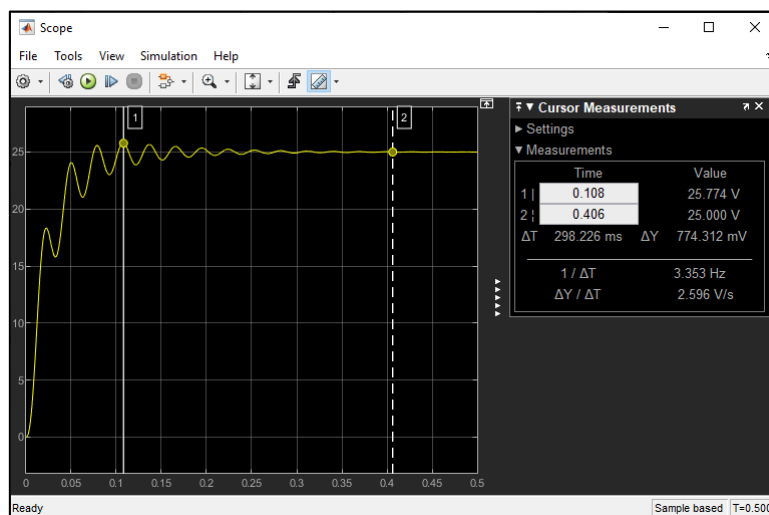 Scope
File Tools View Simulation Help
1
2
25
20
15
10
5
0
0 0.05 0.1 0.15 0.2 0.25 0.3 0.35 0.4 0.45 0.5
Cursor Measurements
Settings
Measurements
Time Value
1 | 0.108 25.774 V
2 ¦ 0.406 25.000 V
ΔT 298.226 ms ΔY 774.312 mV
1 / ΔT 3.353 Hz
ΔY / ΔT 2.596 V/s
Ready Sample based T=0.500